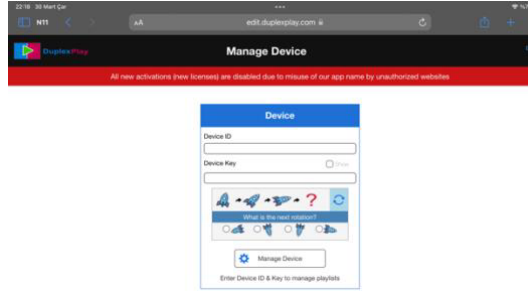 22:18 30 Mart Çar
N11
AA
edit.duplexplay.com
DuplexPlay
Manage Device
All new activations (new licenses) are disabled due to misuse of our app name by unauthorized websites
Device
Device ID
Device Key
Show
?
What is the next rotation?
Manage Device
Enter Device ID & Key to manage playlists